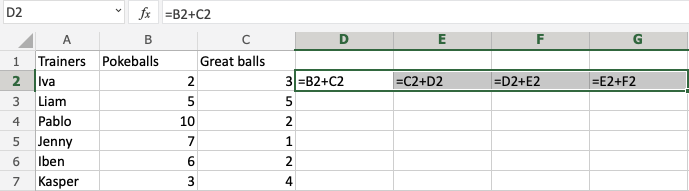 D2 fx =B2+C2
A B C D E F G
1 Trainers Pokeballs Great balls
2 Iva 2 3 =B2+C2 =C2+D2 =D2+E2 =E2+F2
3 Liam 5 5
4 Pablo 10 2
5 Jenny 7 1
6 Iben 6 2
7 Kasper 3 4